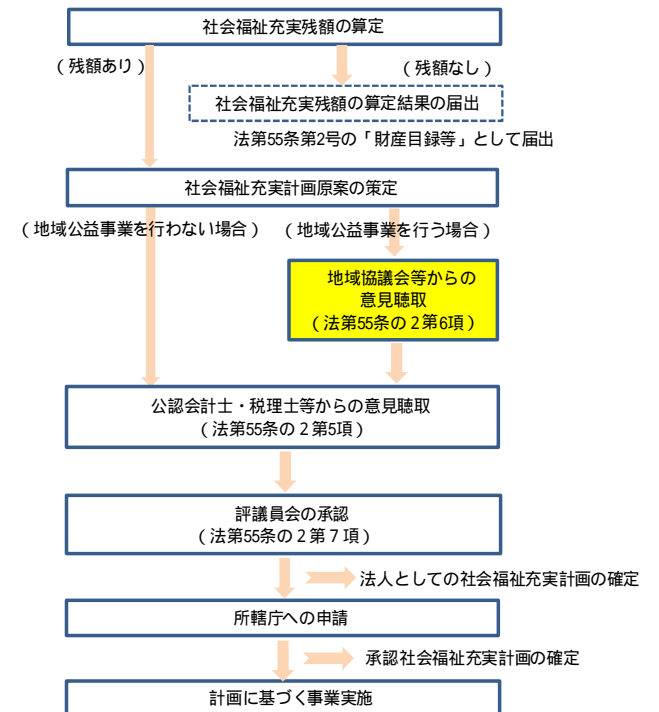 社会福祉充実残額の算定
(残額あり)
(残額なし)
社会福祉充実残額の算定結果の届出
法第55条第2号の「財産目録等」として届出
社会福祉充実計画原案の策定
(地域公益事業を行わない場合)
(地域公益事業を行う場合)
地域協議会等からの
意見聴取
(法第55条の2第6項)
公認会計士・税理士等からの意見聴取
(法第55条の2第5項)
評議員会の承認
(法第55条の2第7項)
法人としての社会福祉充実計画の確定
所轄庁への申請
承認社会福祉充実計画の確定
計画に基づく事業実施